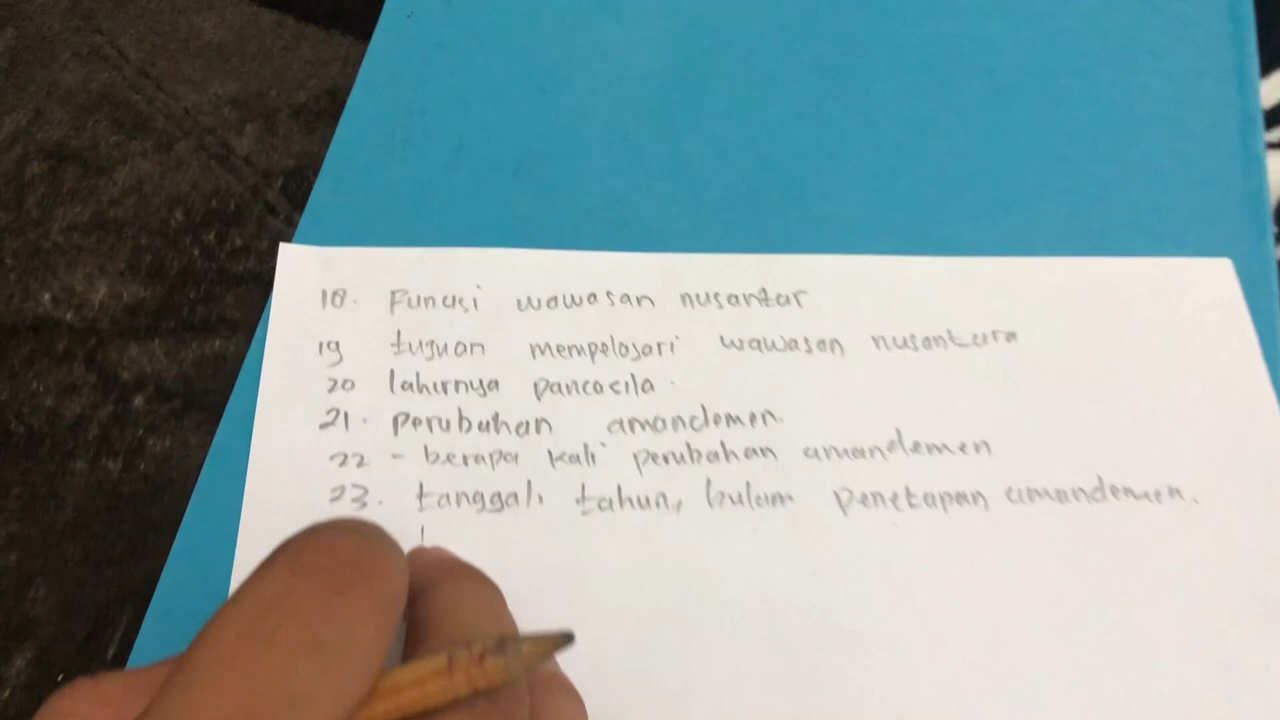 18. Fungsi wawasan nusantar
19 tujuan mempelajari wawasan nusantara
20 lahirnya pancasila.
21. perubahan amandemen.
22 - berapa kali perubahan amandemen
23. tanggal, tahun, bulan penetapan amandemen.